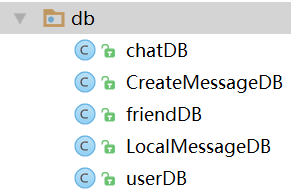 db
C chatDB
C CreateMessageDB
C friendDB
C LocalMessageDB
C userDB